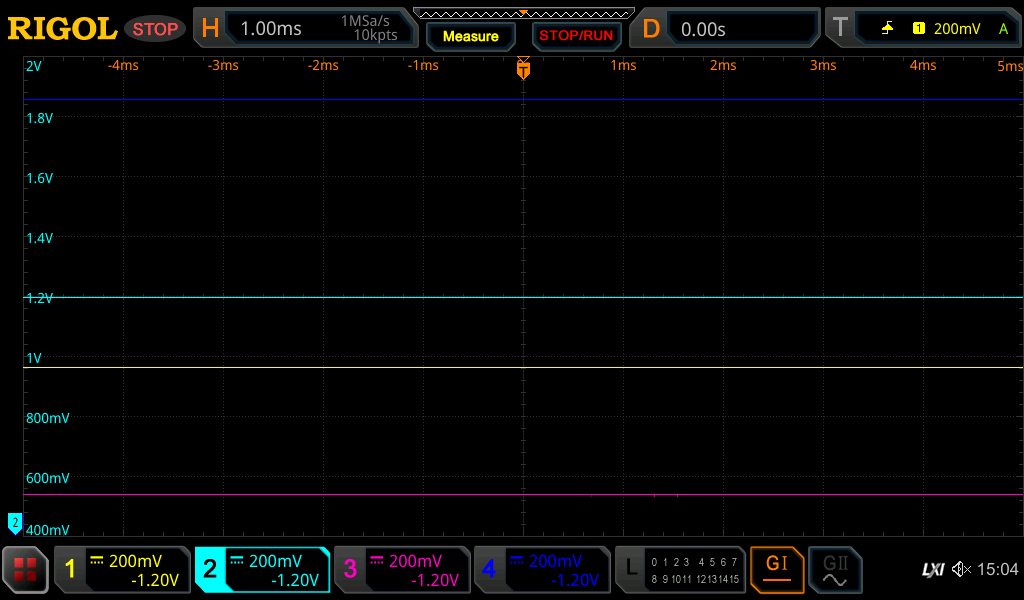 RIGOL STOP H 1.00ms 1MSa/s 10kpts Measure STOP/RUN D 0.00s T 1 200mV A
2V -4ms -3ms -2ms -1ms T 1ms 2ms 3ms 4ms 5ms
1.8V
1.6V
1.4V
1.2V
1V
800mV
600mV
2 400mV
1 200mV 2 200mV 3 200mV 4 200mV L 0 1 2 3 4 5 6 7 GI GII
-1.20V -1.20V -1.20V -1.20V 8 9 10 11 12 13 14 15 LXI 15:04